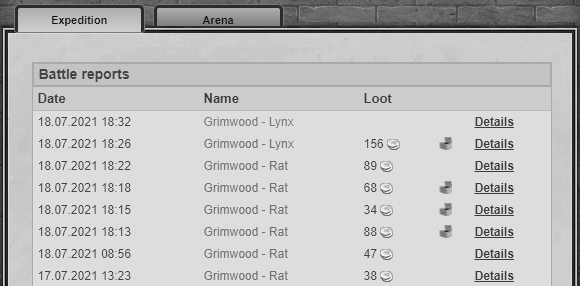 Expedition Arena
Battle reports
Date Name Loot
18.07.2021 18:32 Grimwood - Lynx Details
18.07.2021 18:26 Grimwood - Lynx 156 Details
18.07.2021 18:22 Grimwood - Rat 89 Details
18.07.2021 18:18 Grimwood - Rat 68 Details
18.07.2021 18:15 Grimwood - Rat 34 Details
18.07.2021 18:13 Grimwood - Rat 88 Details
18.07.2021 08:56 Grimwood - Rat 47 Details
17.07.2021 13:23 Grimwood - Rat 38 Details